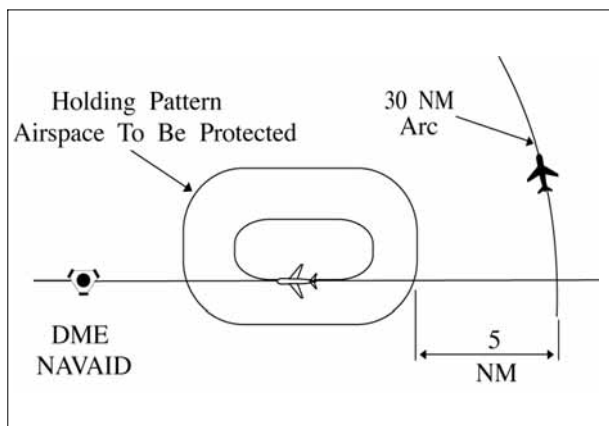 Holding Pattern
Airspace To Be Protected
30 NM
Arc
DME
NAVAID
5
NM